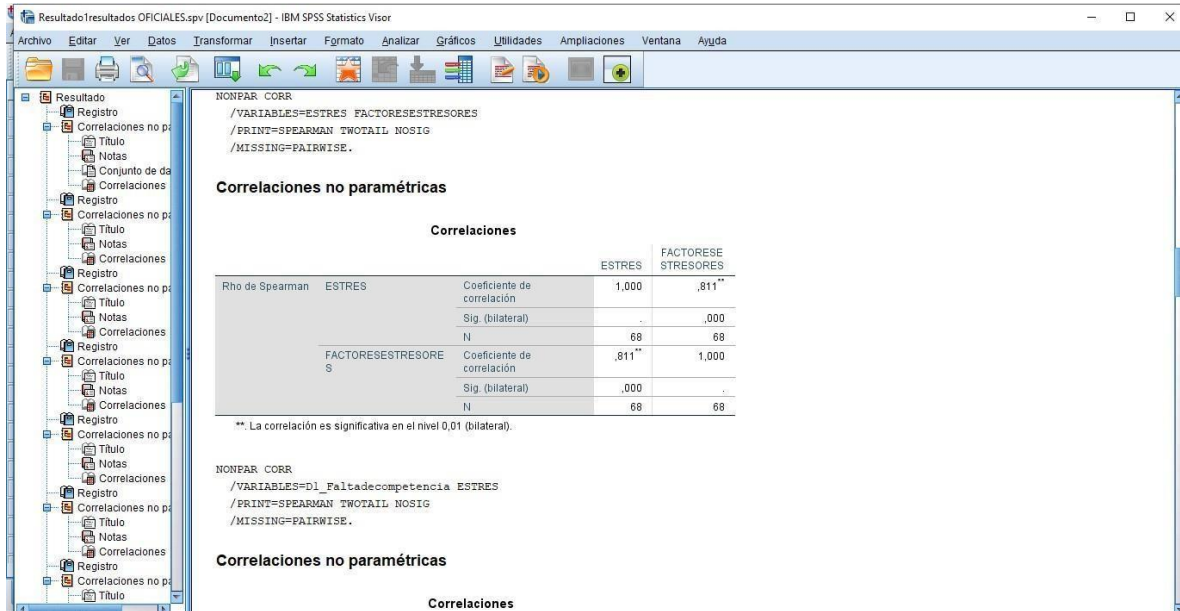 Resultado1resultados OFICIALES.spv [Documento2] - IBM SPSS Statistics Visor
Archivo Editar Ver Datos Transformar Insertar Formato Analizar Gráficos Utilidades Ampliaciones Ventana Ayuda
Resultado
Registro
Correlaciones no pa
Título
Notas
Conjunto de da
Correlaciones
Registro
Correlaciones no pa
Título
Notas
Correlaciones
Registro
Correlaciones no pa
Título
Notas
Correlaciones
Registro
Correlaciones no pa
Título
Notas
Correlaciones
Registro
Correlaciones no pa
Título
Notas
Correlaciones
Registro
Correlaciones no pa
Título
Notas
Correlaciones
Registro
Correlaciones no pa
Título
NONPAR CORR
/VARIABLES=ESTRES FACTORESESTRESORES
/PRINT=SPEARMAN TWOTAIL NOSIG
/MISSING=PAIRWISE.
Correlaciones no paramétricas
Correlaciones
ESTRES FACTORESE
STRESORES
Rho de Spearman ESTRES Coeficiente de correlación 1,000 ,811**
Sig. (bilateral) . ,000
N 68 68
FACTORESESTRESORE
S Coeficiente de correlación ,811** 1,000
Sig. (bilateral) ,000 .
N 68 68
**. La correlación es significativa en el nivel 0,01 (bilateral).
NONPAR CORR
/VARIABLES=D1_Faltadecompetencia ESTRES
/PRINT=SPEARMAN TWOTAIL NOSIG
/MISSING=PAIRWISE.
Correlaciones no paramétricas
Correlaciones